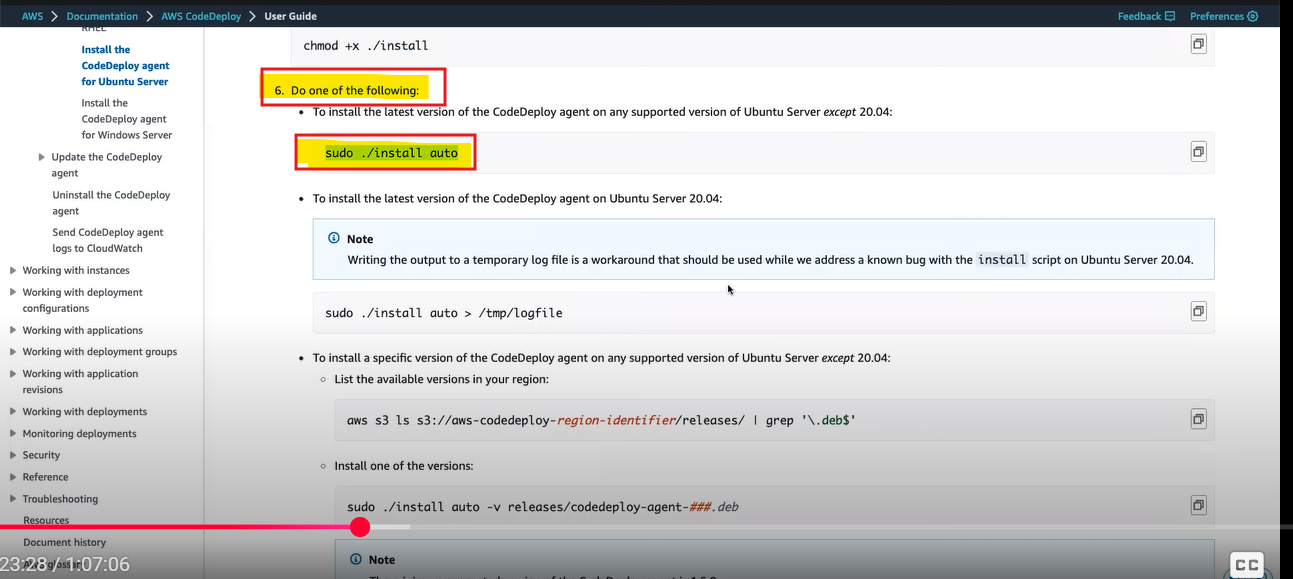 AWS > Documentation > AWS CodeDeploy > User Guide
Feedback Preferences
RHEL
Install the
CodeDeploy agent
for Ubuntu Server
Install the
CodeDeploy agent
for Windows Server
Update the CodeDeploy
agent
Uninstall the CodeDeploy
agent
Send CodeDeploy agent
logs to CloudWatch
Working with instances
Working with deployment
configurations
Working with applications
Working with deployment groups
Working with application
revisions
Working with deployments
Monitoring deployments
Security
Reference
Troubleshooting
Resources
Document history
chmod +x ./install
6. Do one of the following:
• To install the latest version of the CodeDeploy agent on any supported version of Ubuntu Server except 20.04:
sudo ./install auto
• To install the latest version of the CodeDeploy agent on Ubuntu Server 20.04:
Note
Writing the output to a temporary log file is a workaround that should be used while we address a known bug with the install script on Ubuntu Server 20.04.
sudo ./install auto > /tmp/logfile
• To install a specific version of the CodeDeploy agent on any supported version of Ubuntu Server except 20.04:
○ List the available versions in your region:
aws s3 ls s3://aws-codedeploy-region-identifier/releases/ | grep '\.deb$'
○ Install one of the versions:
sudo ./install auto -v releases/codedeploy-agent-###.deb
Note
23:28 / 1:07:06
CC